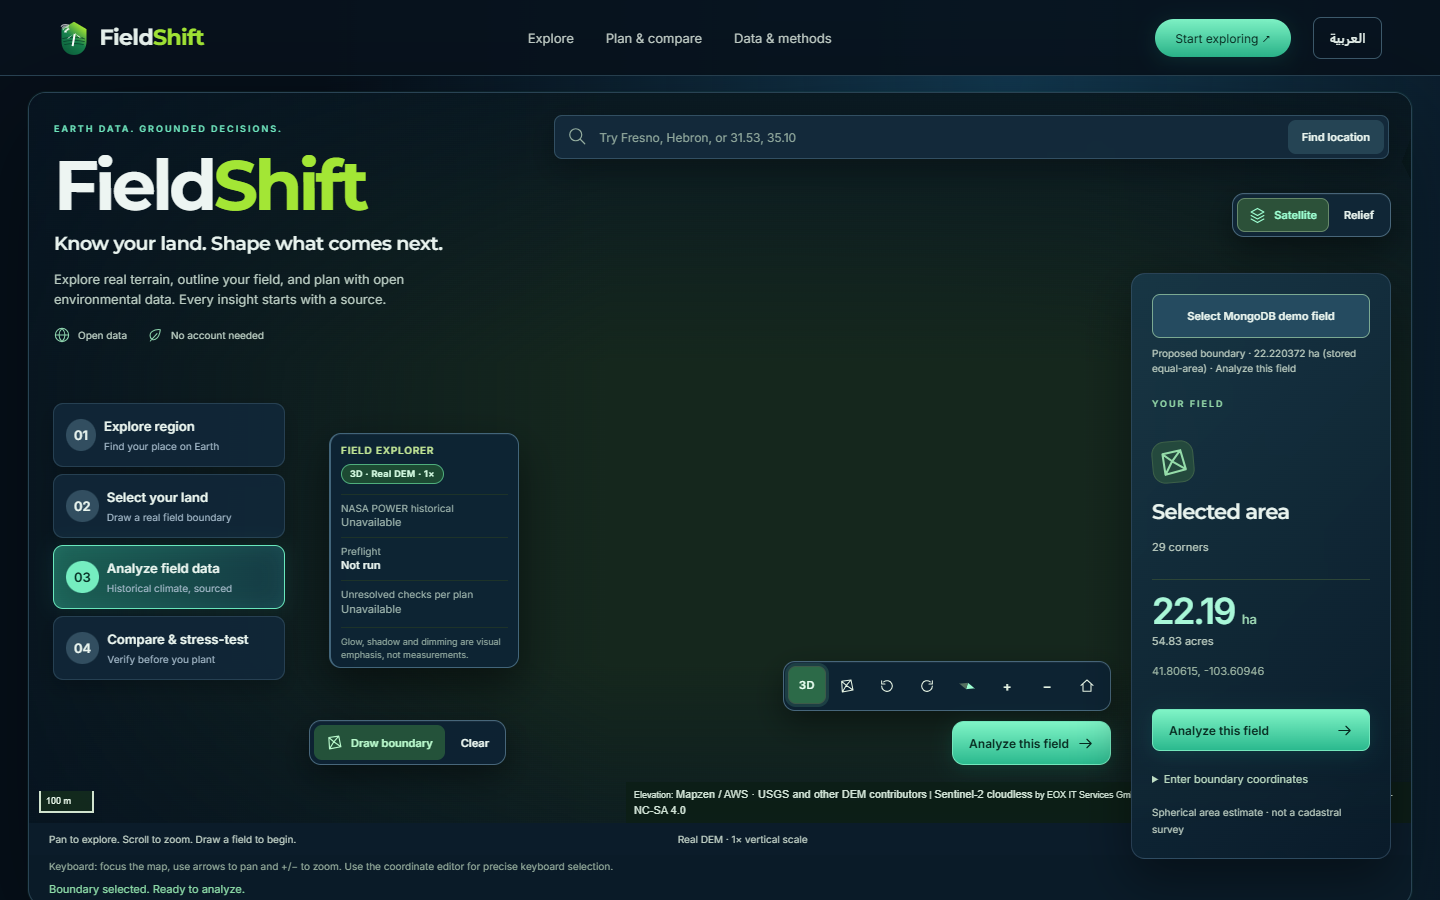 FieldShift
Explore
Plan & compare
Data & methods
Start exploring ↗
العربية
EARTH DATA. GROUNDED DECISIONS.
FieldShift
Know your land. Shape what comes next.
Explore real terrain, outline your field, and plan with open
environmental data. Every insight starts with a source.
Open data
No account needed
Try Fresno, Hebron, or 31.53, 35.10
Find location
Satellite
Relief
01
Explore region
Find your place on Earth
02
Select your land
Draw a real field boundary
03
Analyze field data
Historical climate, sourced
04
Compare & stress-test
Verify before you plant
FIELD EXPLORER
3D · Real DEM · 1×
NASA POWER historical
Unavailable
Preflight
Not run
Unresolved checks per plan
Unavailable
Glow, shadow and dimming are visual
emphasis, not measurements.
Draw boundary
Clear
3D
+
−
Analyze this field →
Select MongoDB demo field
Proposed boundary · 22.220372 ha (stored
equal-area) · Analyze this field
YOUR FIELD
Selected area
29 corners
22.19 ha
54.83 acres
41.80615, -103.60946
Analyze this field →
▶ Enter boundary coordinates
Spherical area estimate · not a cadastral
survey
100 m
Elevation: Mapzen / AWS · USGS and other DEM contributors | Sentinel-2 cloudless by EOX IT Services
NC-SA 4.0
Pan to explore. Scroll to zoom. Draw a field to begin.
Real DEM · 1× vertical scale
Keyboard: focus the map, use arrows to pan and +/− to zoom. Use the coordinate editor for precise keyboard selection.
Boundary selected. Ready to analyze.